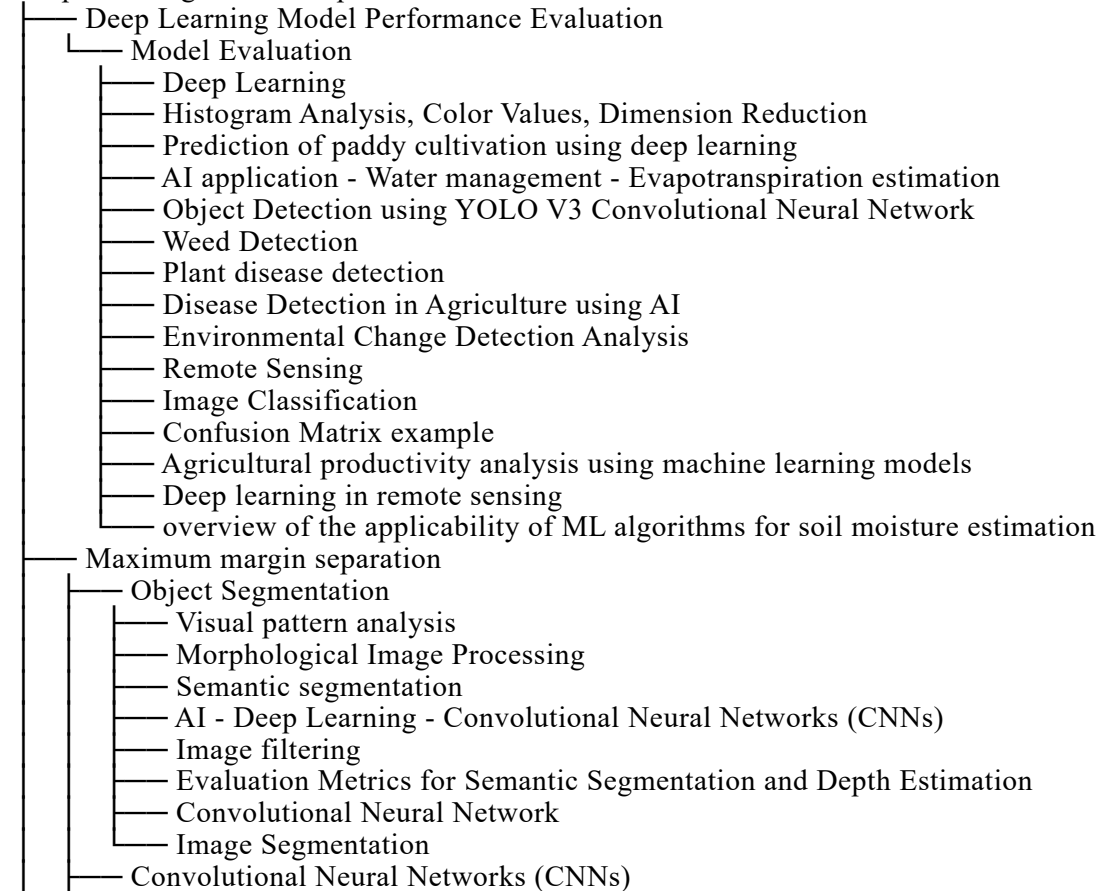 Deep Learning Model Performance Evaluation
Model Evaluation
Deep Learning
Histogram Analysis, Color Values, Dimension Reduction
Prediction of paddy cultivation using deep learning
AI application - Water management - Evapotranspiration estimation
Object Detection using YOLO V3 Convolutional Neural Network
Weed Detection
Plant disease detection
Disease Detection in Agriculture using AI
Environmental Change Detection Analysis
Remote Sensing
Image Classification
Confusion Matrix example
Agricultural productivity analysis using machine learning models
Deep learning in remote sensing
overview of the applicability of ML algorithms for soil moisture estimation
Maximum margin separation
Object Segmentation
Visual pattern analysis
Morphological Image Processing
Semantic segmentation
AI - Deep Learning - Convolutional Neural Networks (CNNs)
Image filtering
Evaluation Metrics for Semantic Segmentation and Depth Estimation
Convolutional Neural Network
Image Segmentation
Convolutional Neural Networks (CNNs)